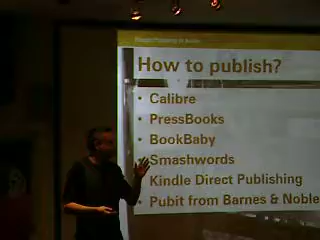 How to publish?
• Calibre
• PressBooks
• BookBaby
Smashwords
Kindle Direct Publishing
• Pubit from Barnes & Noble